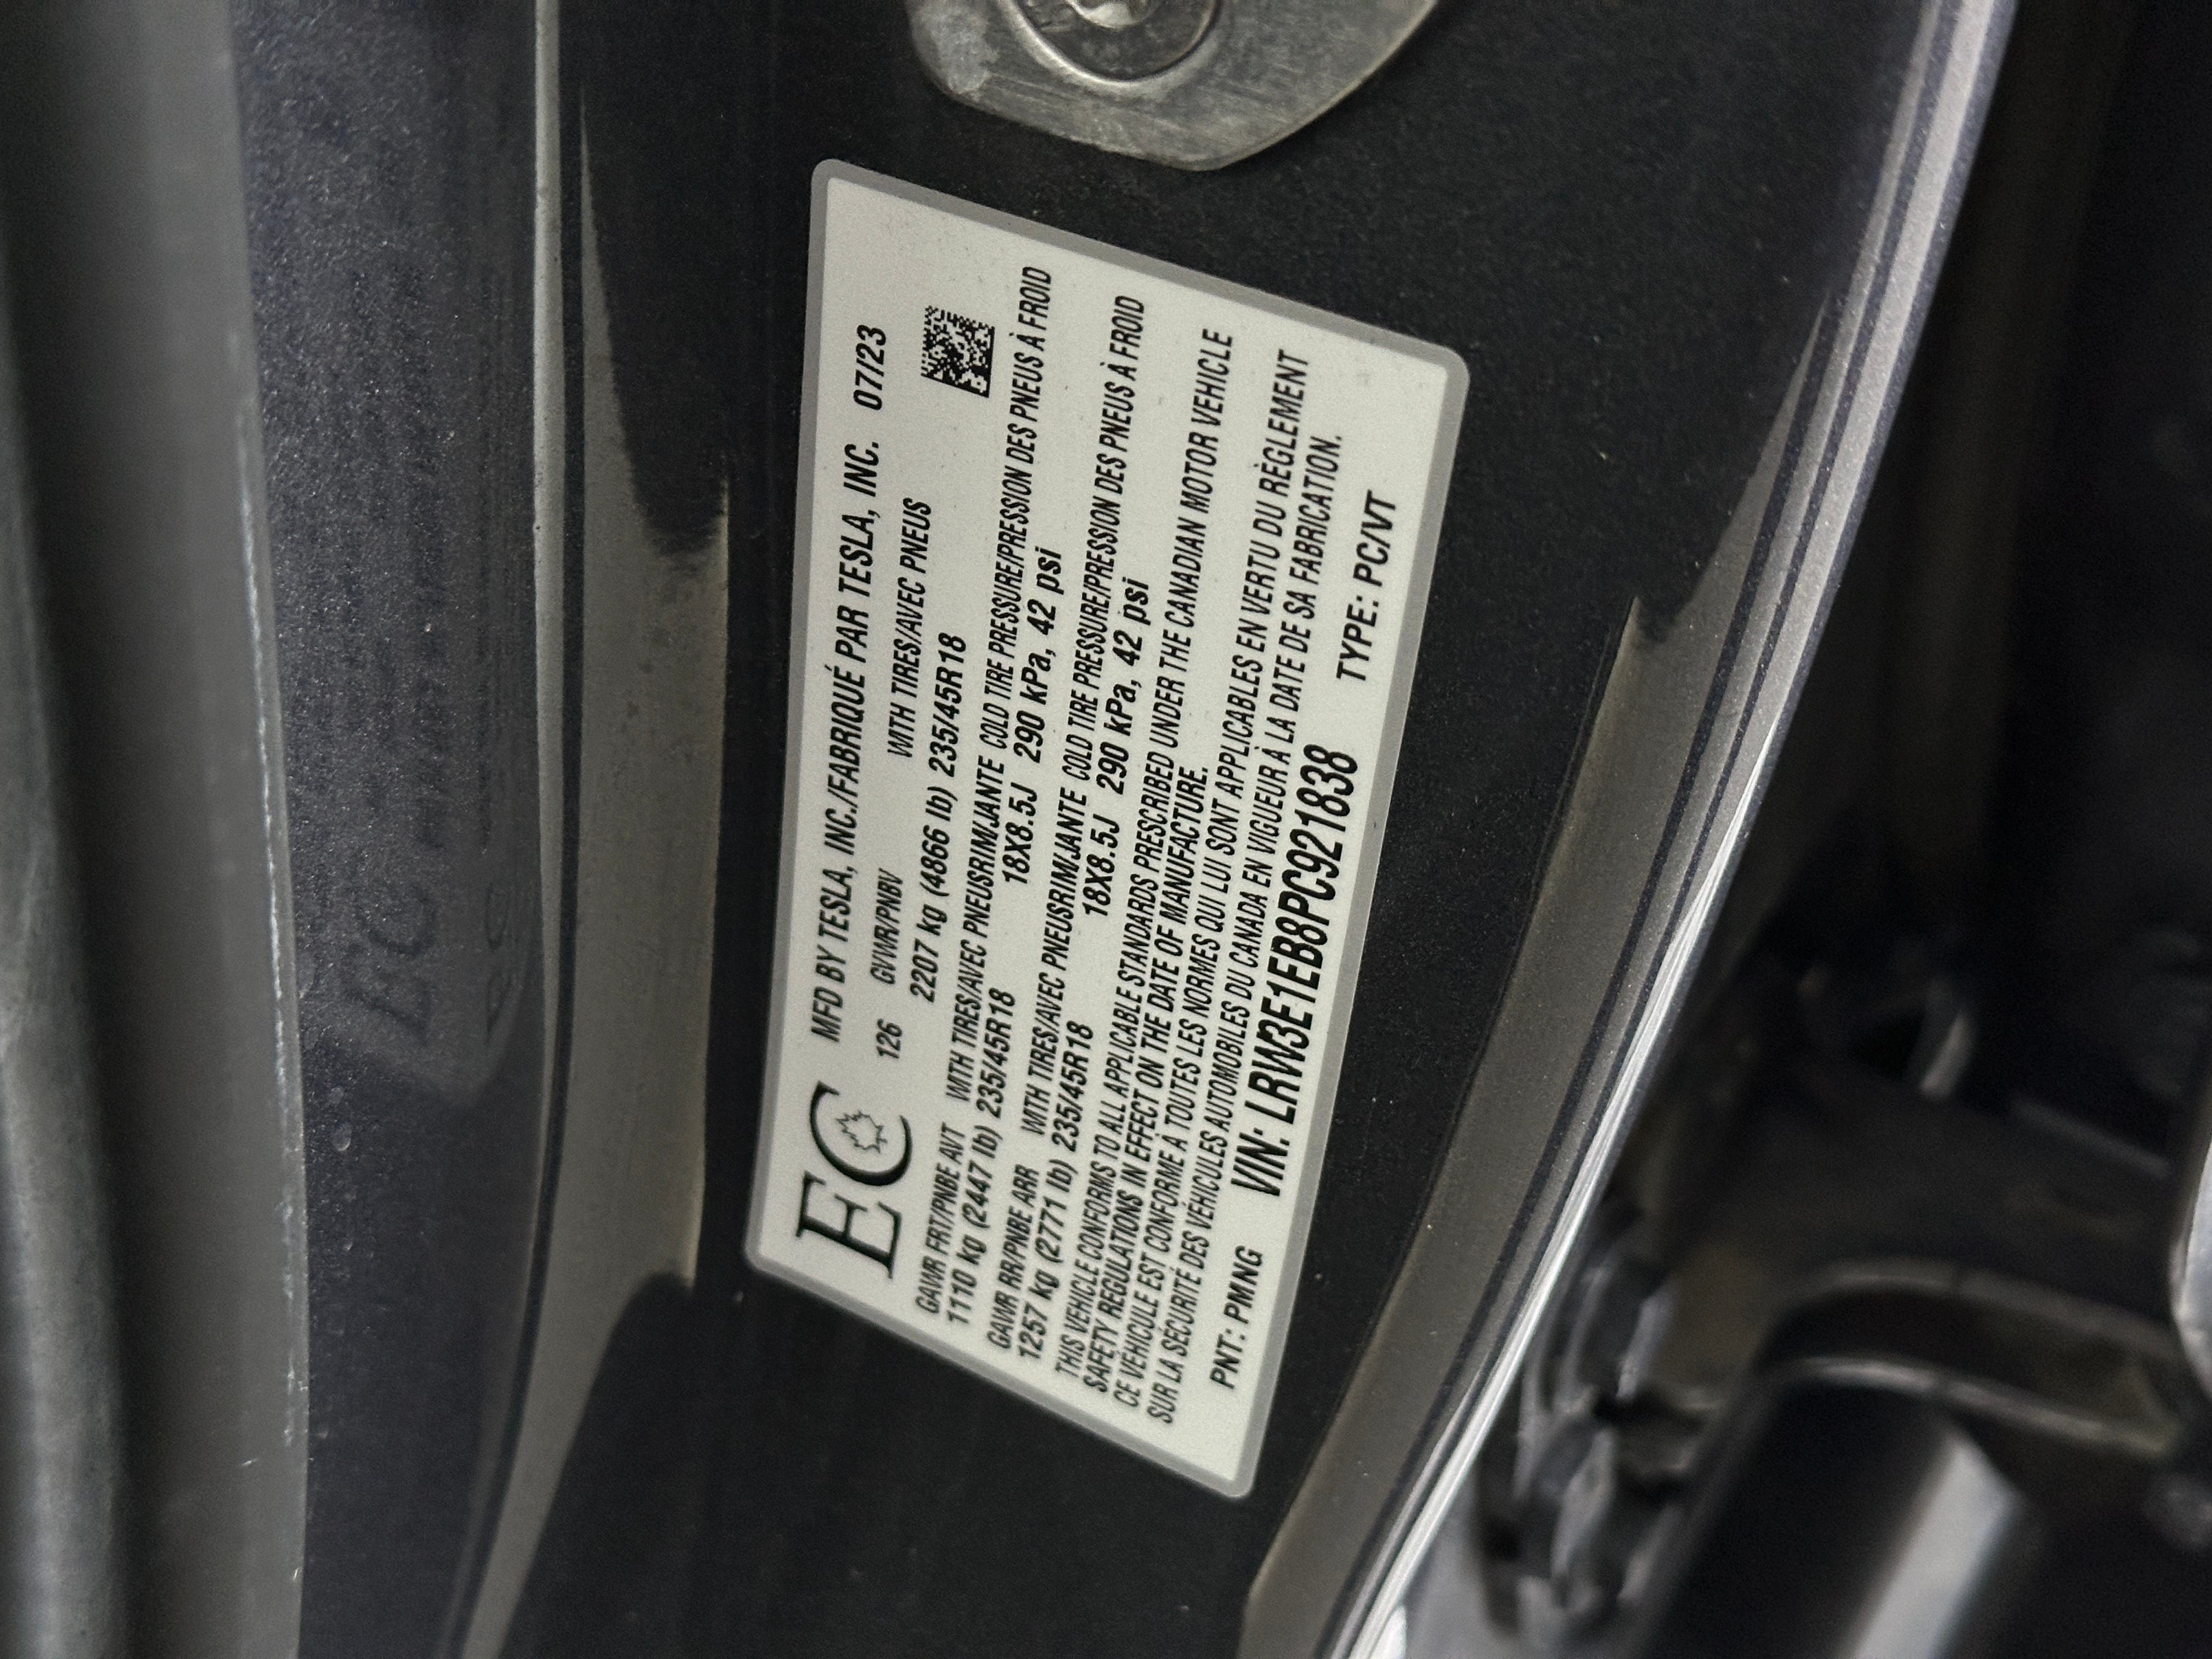 EC
MFD BY TESLA, INC./FABRIQUÉ PAR TESLA, INC. 07/23
126 GVWR/PNBV WITH TIRES/AVEC PNEUS
2207 kg (4866 lb) 235/45R18
GAWR FRT/PNBE AVT WITH TIRES/AVEC PNEUSRIM/JANTE COLD TIRE PRESSURE/PRESSION DES PNEUS À FROID
1110 kg (2447 lb) 235/45R18 18X8.5J 290 kPa, 42 psi
GAWR RR/PNBE ARR WITH TIRES/AVEC PNEUSRIM/JANTE COLD TIRE PRESSURE/PRESSION DES PNEUS À FROID
1257 kg (2771 lb) 235/45R18 18X8.5J 290 kPa, 42 psi
THIS VEHICLE CONFORMS TO ALL APPLICABLE STANDARDS PRESCRIBED UNDER THE CANADIAN MOTOR VEHICLE
SAFETY REGULATIONS IN EFFECT ON THE DATE OF MANUFACTURE.
CE VÉHICULE EST CONFORME À TOUTES LES NORMES QUI LUI SONT APPLICABLES EN VERTU DU RÈGLEMENT
SUR LA SÉCURITÉ DES VÉHICULES AUTOMOBILES DU CANADA EN VIGUEUR À LA DATE DE SA FABRICATION.
PNT: PMNG VIN: LRW3E1EB8PC921838 TYPE: PC/VT